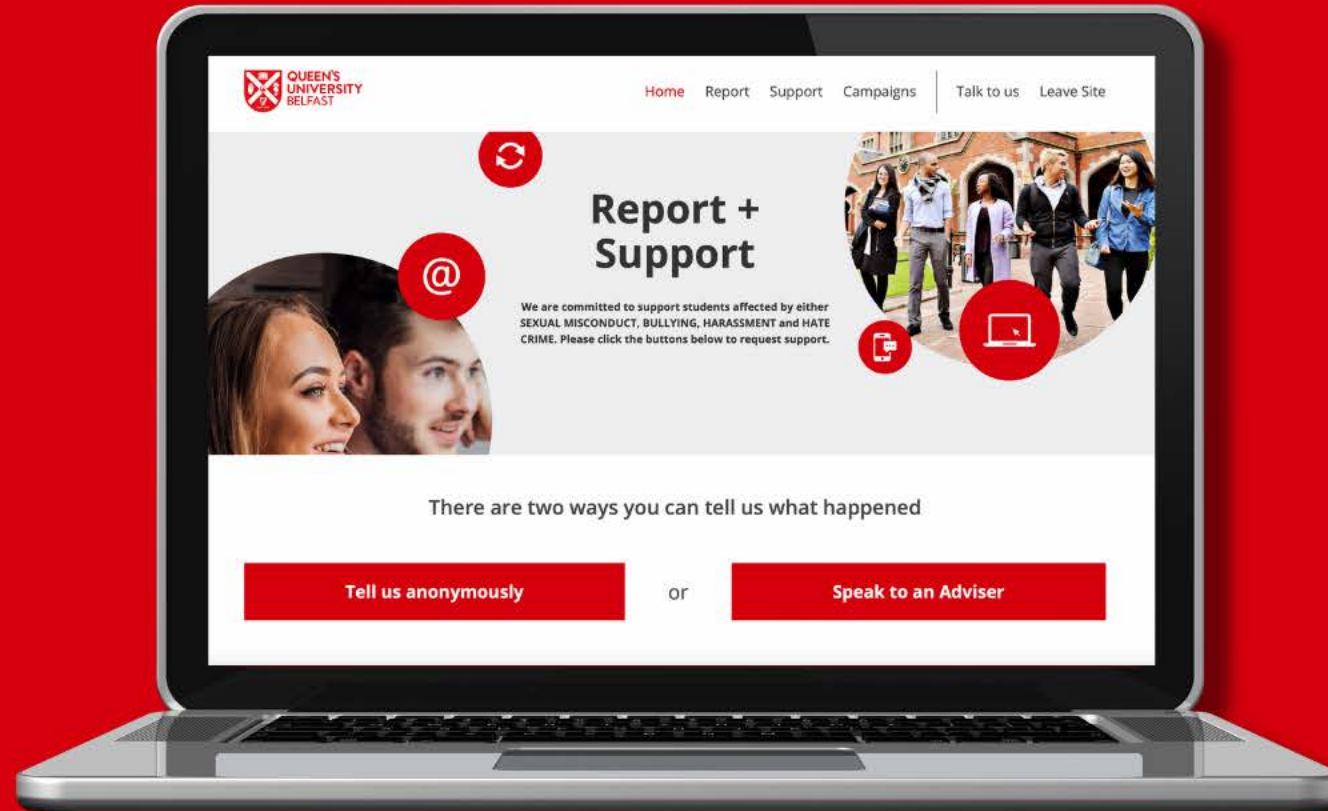 QUEEN'S
UNIVERSITY
BELFAST
Home Report Support Campaigns Talk to us Leave Site
@
Report +
Support
We are committed to support students affected by either
SEXUAL MISCONDUCT, BULLYING, HARASSMENT and HATE
CRIME. Please click the buttons below to request support.
There are two ways you can tell us what happened
Tell us anonymously or Speak to an Adviser